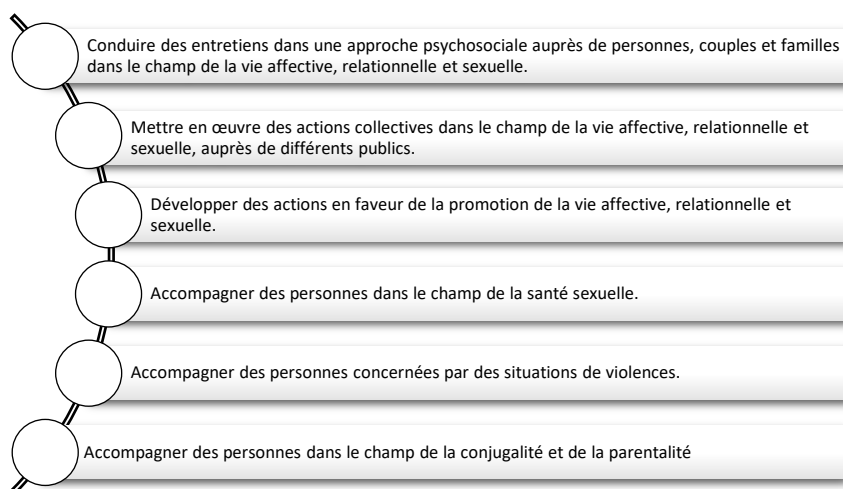 Conduire des entretiens dans une approche psychosociale auprès de personnes, couples et familles
dans le champ de la vie affective, relationnelle et sexuelle.
Mettre en œuvre des actions collectives dans le champ de la vie affective, relationnelle et
sexuelle, auprès de différents publics.
Développer des actions en faveur de la promotion de la vie affective, relationnelle et
sexuelle.
Accompagner des personnes dans le champ de la santé sexuelle.
Accompagner des personnes concernées par des situations de violences.
Accompagner des personnes dans le champ de la conjugalité et de la parentalité